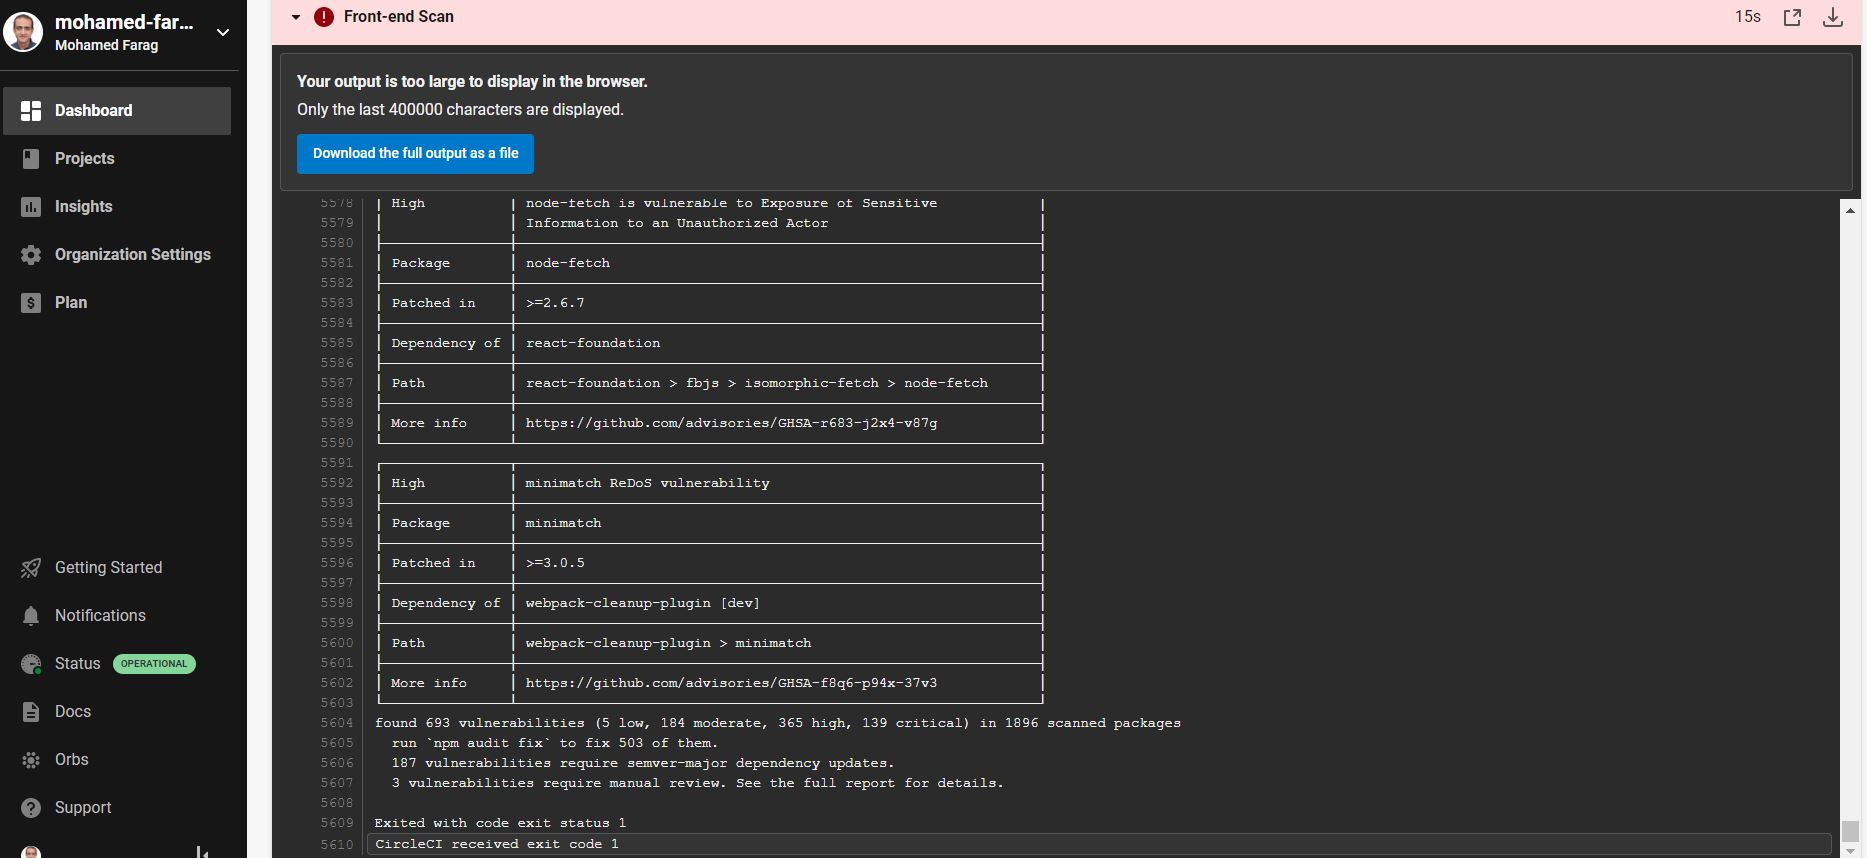 mohamed-far...
Mohamed Farag
Dashboard
Projects
Insights
Organization Settings
$ Plan
Getting Started
Notifications
Status OPERATIONAL
Docs
Orbs
? Support
! Front-end Scan 15s
Your output is too large to display in the browser.
Only the last 400000 characters are displayed.
Download the full output as a file
5578 │ High │ node-fetch is vulnerable to Exposure of Sensitive │
5579 │ │ Information to an Unauthorized Actor │
5580
5581 │ Package │ node-fetch │
5582
5583 │ Patched in │ >=2.6.7 │
5584
5585 │ Dependency of │ react-foundation │
5586
5587 │ Path │ react-foundation > fbjs > isomorphic-fetch > node-fetch │
5588
5589 │ More info │ https://github.com/advisories/GHSA-r683-j2x4-v87g │
5590
5591
5592 │ High │ minimatch ReDoS vulnerability │
5593
5594 │ Package │ minimatch │
5595
5596 │ Patched in │ >=3.0.5 │
5597
5598 │ Dependency of │ webpack-cleanup-plugin [dev] │
5599
5600 │ Path │ webpack-cleanup-plugin > minimatch │
5601
5602 │ More info │ https://github.com/advisories/GHSA-f8q6-p94x-37v3 │
5603
5604 found 693 vulnerabilities (5 low, 184 moderate, 365 high, 139 critical) in 1896 scanned packages
5605 run `npm audit fix` to fix 503 of them.
5606 187 vulnerabilities require semver-major dependency updates.
5607 3 vulnerabilities require manual review. See the full report for details.
5608
5609 Exited with code exit status 1
5610 CircleCI received exit code 1